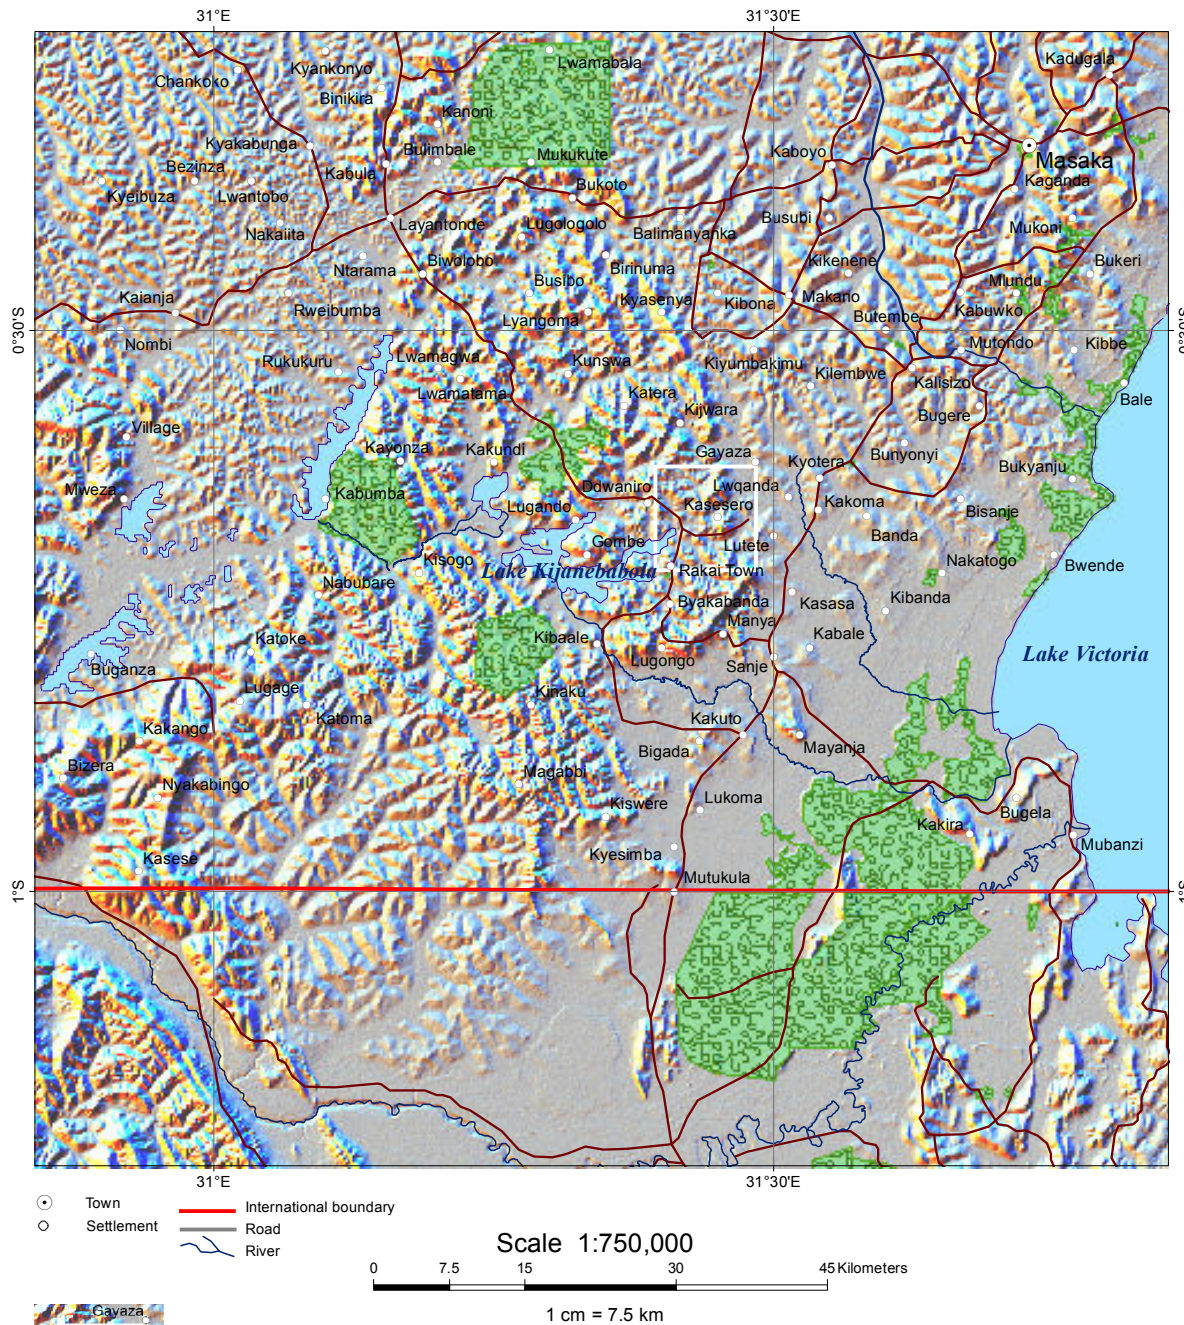 31°E 31°30'E
Kadugala
Kyankonyo Lwamabala
Chankoko
Binikira
Kanoni
Kyakabunga Kaboyo Masaka
Bulimbale Mukukute
Bezinza Kabula
Kyeibuza Lwantobo Bukoto Kaganda
Layantonde Lugologolo Busubi Mukoni
Nakaiita Balimanyanka
Ntarama Biwolobo Birinuma Kikenene Bukeri
Busibo
Kaianja Rweibumba Kyasenya Kibona Makano Mlundu
Lyangoma Butembe Kabuwko
0°30'S 0°30'S
Nombi Mutondo Kibbe
Rukukuru Lwamagwa Kunswa Kiyumbakimu Kilembwe
Lwamatama Katera Kalisizo Bale
Kijwara Bugere
Village
Kayonza Kakundi Gayaza Kyotera Bunyonyi Bukyanju
Mweza Kabumba Lugando Ddwaniro Lwqanda
Kasesero Kakoma Bisanje
Gombe Lutete Banda
Kisogo Lake Kijanebabola Rakai Town Nakatogo Bwende
Nabubare
Byakabanda Kasasa Kibanda
Manya
Katoke Kibaale Kabale
Buganza Lugongo Sanje Lake Victoria
Lugage Kinaku
Katoma
Kakango Kakuto
Bigada Mayanja
Bizera Magabbi
Nyakabingo Kiswere Lukoma Bugela
Kakira
Kasese Kyesimba Mubanzi
Mutukula
1°S 1°S
31°E 31°30'E
Town
Settlement
International boundary
Road
River
Scale 1:750,000
0 7.5 15 30 45 Kilometers
1 cm = 7.5 km
Gayaza